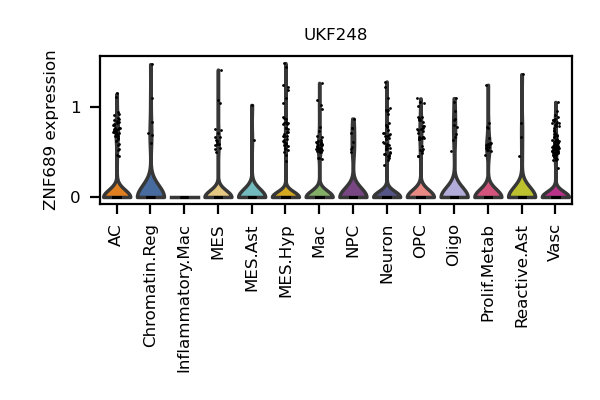 UKF248
ZNF689 expression
1
0
AC
Chromatin.Reg
Inflammatory.Mac
MES
MES.Ast
MES.Hyp
Mac
NPC
Neuron
OPC
Oligo
Prolif.Metab
Reactive.Ast
Vasc